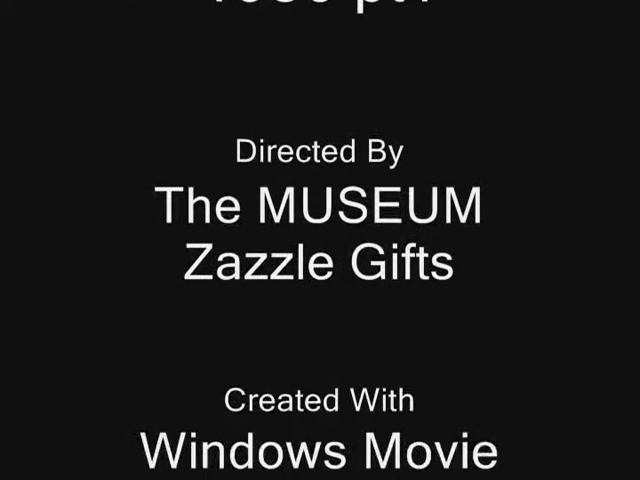 Directed By
The MUSEUM
Zazzle Gifts
Created With
Windows Movie